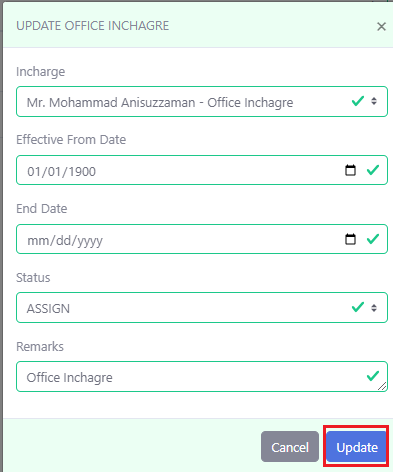 UPDATE OFFICE INCHAGRE ×
Incharge
Mr. Mohammad Anisuzzaman - Office Inchagre
Effective From Date
01/01/1900
End Date
mm/dd/yyyy
Status
ASSIGN
Remarks
Office Inchagre
Cancel Update